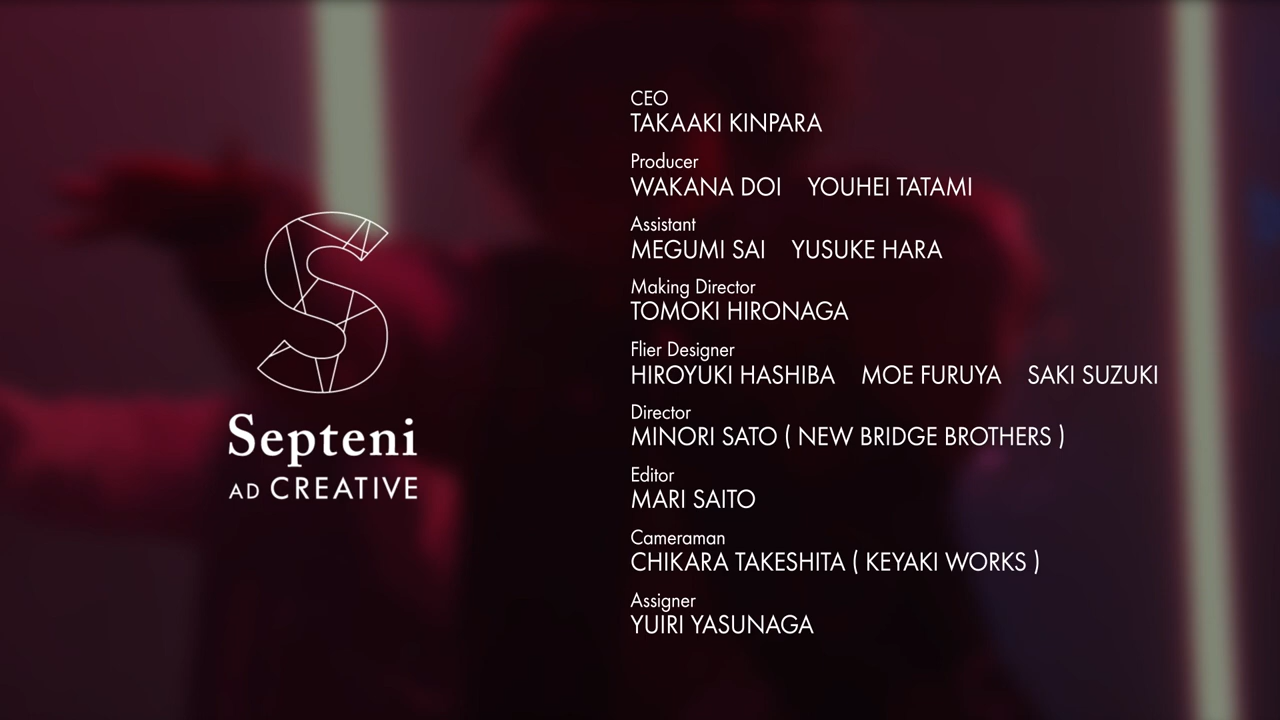 Septeni
AD CREATIVE
CEO
TAKAAKI KINPARA
Producer
WAKANA DOI YOUHEI TATAMI
Assistant
MEGUMI SAI YUSUKE HARA
Making Director
TOMOKI HIRONAGA
Flier Designer
HIROYUKI HASHIBA MOE FURUYA SAKI SUZUKI
Director
MINORI SATO ( NEW BRIDGE BROTHERS )
Editor
MARI SAITO
Cameraman
CHIKARA TAKESHITA ( KEYAKI WORKS )
Assigner
YUIRI YASUNAGA